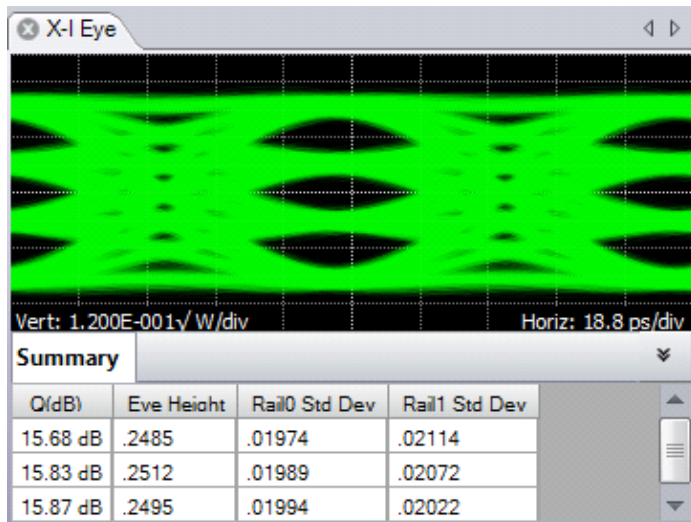 X-I Eye
Vert: 1.200E-001√ W/div Horiz: 18.8 ps/div
Summary
Q(dB) Eye Height Rail0 Std Dev Rail1 Std Dev
15.68 dB .2485 .01974 .02114
15.83 dB .2512 .01989 .02072
15.87 dB .2495 .01994 .02022